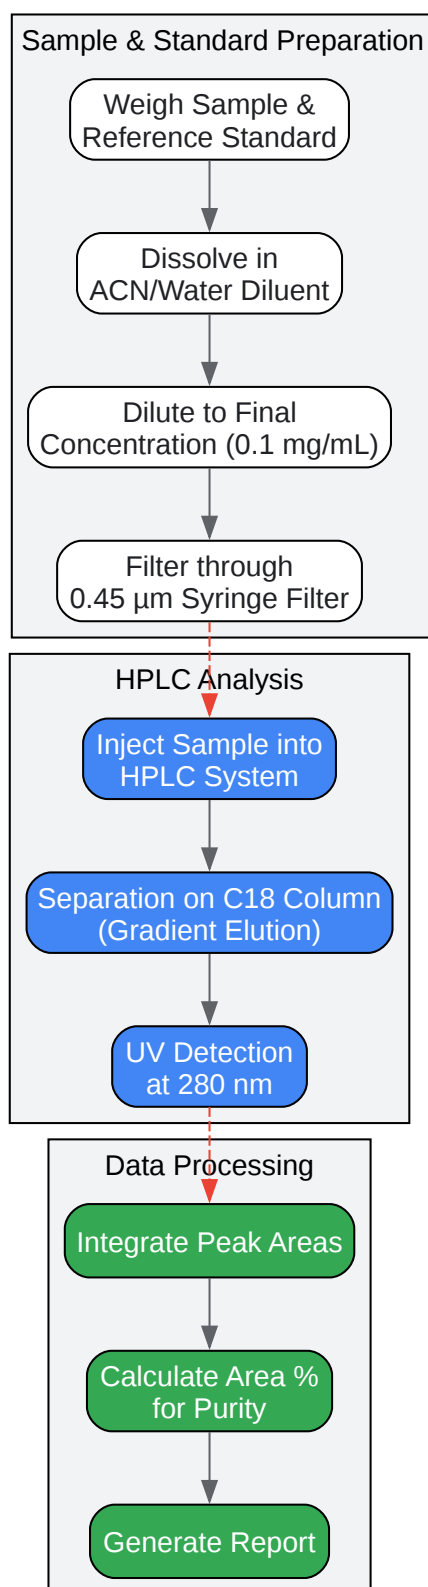 Sample & Standard Preparation
Weigh Sample &
Reference Standard
Dissolve in
ACN/Water Diluent
Dilute to Final
Concentration (0.1 mg/mL)
Filter through
0.45 µm Syringe Filter
HPLC Analysis
Inject Sample into
HPLC System
Separation on C18 Column
(Gradient Elution)
UV Detection
at 280 nm
Data Processing
Integrate Peak Areas
Calculate Area %
for Purity
Generate Report